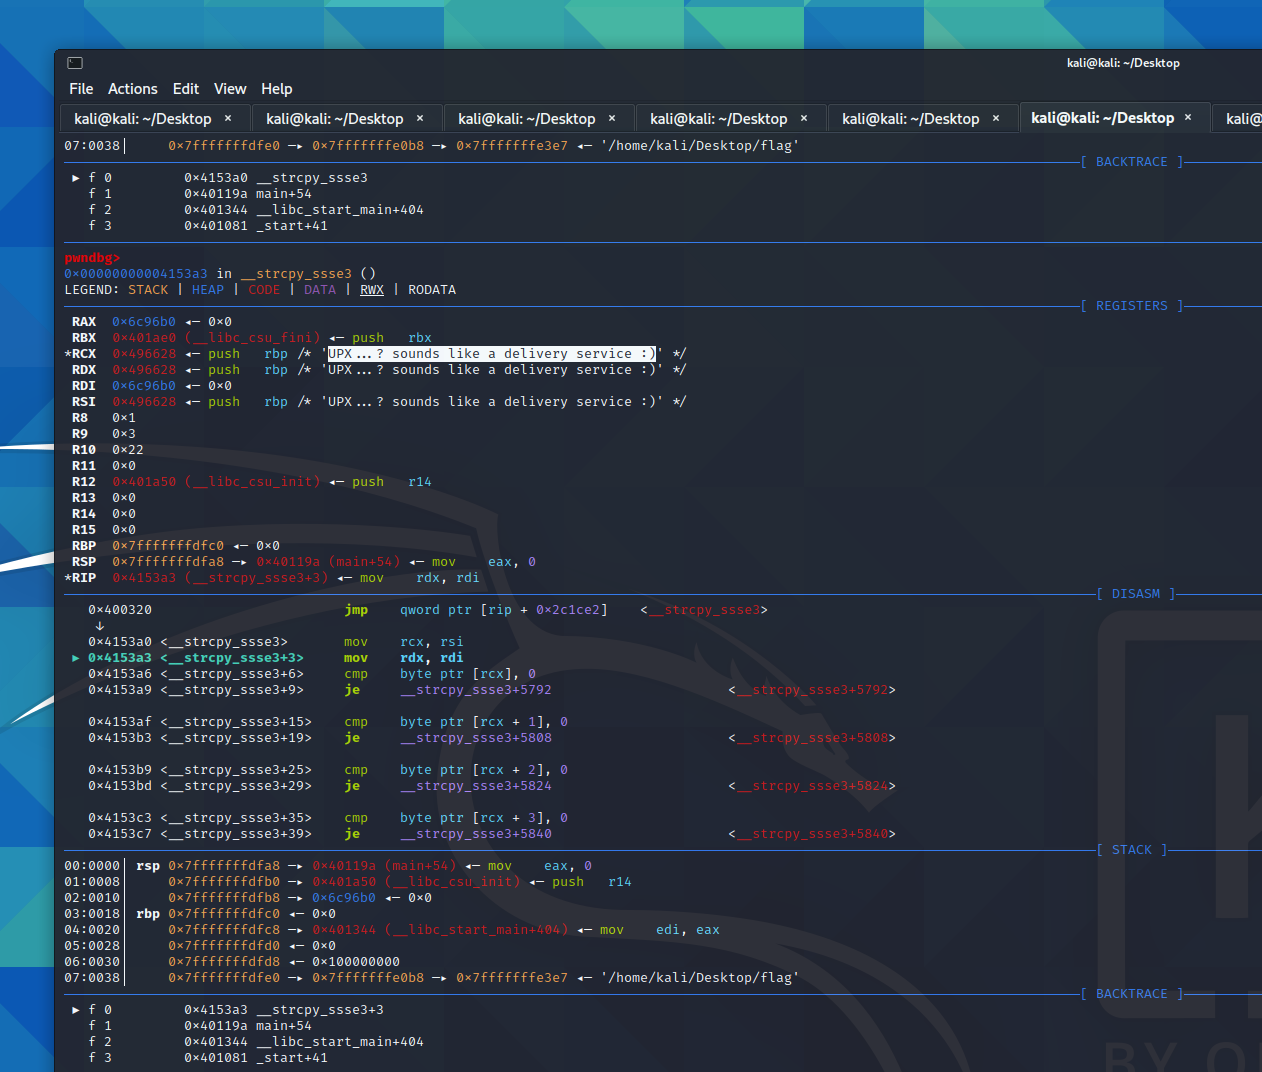 kali@kali: ~/Desktop
File Actions Edit View Help
kali@kali: ~/Desktop × kali@kali: ~/Desktop × kali@kali: ~/Desktop × kali@kali: ~/Desktop × kali@kali: ~/Desktop × kali@kali: ~/Desktop × kali@
07:0038│ 0×7fffffffdfe0 —▸ 0×7fffffffe0b8 —▸ 0×7fffffffe3e7 ◂— '/home/kali/Desktop/flag'
[ BACKTRACE ]
► f 0 0×4153a0 __strcpy_ssse3
f 1 0×40119a main+54
f 2 0×401344 __libc_start_main+404
f 3 0×401081 _start+41
pwndbg>
0×00000000004153a3 in __strcpy_ssse3 ()
LEGEND: STACK | HEAP | CODE | DATA | RWX | RODATA
[ REGISTERS ]
RAX 0×6c96b0 ◂— 0×0
RBX 0×401ae0 (__libc_csu_fini) ◂— push rbx
*RCX 0×496628 ◂— push rbp /* 'UPX...? sounds like a delivery service :)' */
RDX 0×496628 ◂— push rbp /* 'UPX...? sounds like a delivery service :)' */
RDI 0×6c96b0 ◂— 0×0
RSI 0×496628 ◂— push rbp /* 'UPX...? sounds like a delivery service :)' */
R8 0×1
R9 0×3
R10 0×22
R11 0×0
R12 0×401a50 (__libc_csu_init) ◂— push r14
R13 0×0
R14 0×0
R15 0×0
RBP 0×7fffffffdfc0 ◂— 0×0
RSP 0×7fffffffdfa8 —▸ 0×40119a (main+54) ◂— mov eax, 0
*RIP 0×4153a3 (__strcpy_ssse3+3) ◂— mov rdx, rdi
[ DISASM ]
0×400320 jmp qword ptr [rip + 0×2c1ce2] <__strcpy_ssse3>
↓
0×4153a0 <__strcpy_ssse3> mov rcx, rsi
► 0×4153a3 <__strcpy_ssse3+3> mov rdx, rdi
0×4153a6 <__strcpy_ssse3+6> cmp byte ptr [rcx], 0
0×4153a9 <__strcpy_ssse3+9> je __strcpy_ssse3+5792 <__strcpy_ssse3+5792>
0×4153af <__strcpy_ssse3+15> cmp byte ptr [rcx + 1], 0
0×4153b3 <__strcpy_ssse3+19> je __strcpy_ssse3+5808 <__strcpy_ssse3+5808>
0×4153b9 <__strcpy_ssse3+25> cmp byte ptr [rcx + 2], 0
0×4153bd <__strcpy_ssse3+29> je __strcpy_ssse3+5824 <__strcpy_ssse3+5824>
0×4153c3 <__strcpy_ssse3+35> cmp byte ptr [rcx + 3], 0
0×4153c7 <__strcpy_ssse3+39> je __strcpy_ssse3+5840 <__strcpy_ssse3+5840>
[ STACK ]
00:0000│ rsp 0×7fffffffdfa8 —▸ 0×40119a (main+54) ◂— mov eax, 0
01:0008│ 0×7fffffffdfb0 —▸ 0×401a50 (__libc_csu_init) ◂— push r14
02:0010│ 0×7fffffffdfb8 —▸ 0×6c96b0 ◂— 0×0
03:0018│ rbp 0×7fffffffdfc0 ◂— 0×0
04:0020│ 0×7fffffffdfc8 —▸ 0×401344 (__libc_start_main+404) ◂— mov edi, eax
05:0028│ 0×7fffffffdfd0 ◂— 0×0
06:0030│ 0×7fffffffdfd8 ◂— 0×100000000
07:0038│ 0×7fffffffdfe0 —▸ 0×7fffffffe0b8 —▸ 0×7fffffffe3e7 ◂— '/home/kali/Desktop/flag'
[ BACKTRACE ]
► f 0 0×4153a3 __strcpy_ssse3+3
f 1 0×40119a main+54
f 2 0×401344 __libc_start_main+404
f 3 0×401081 _start+41